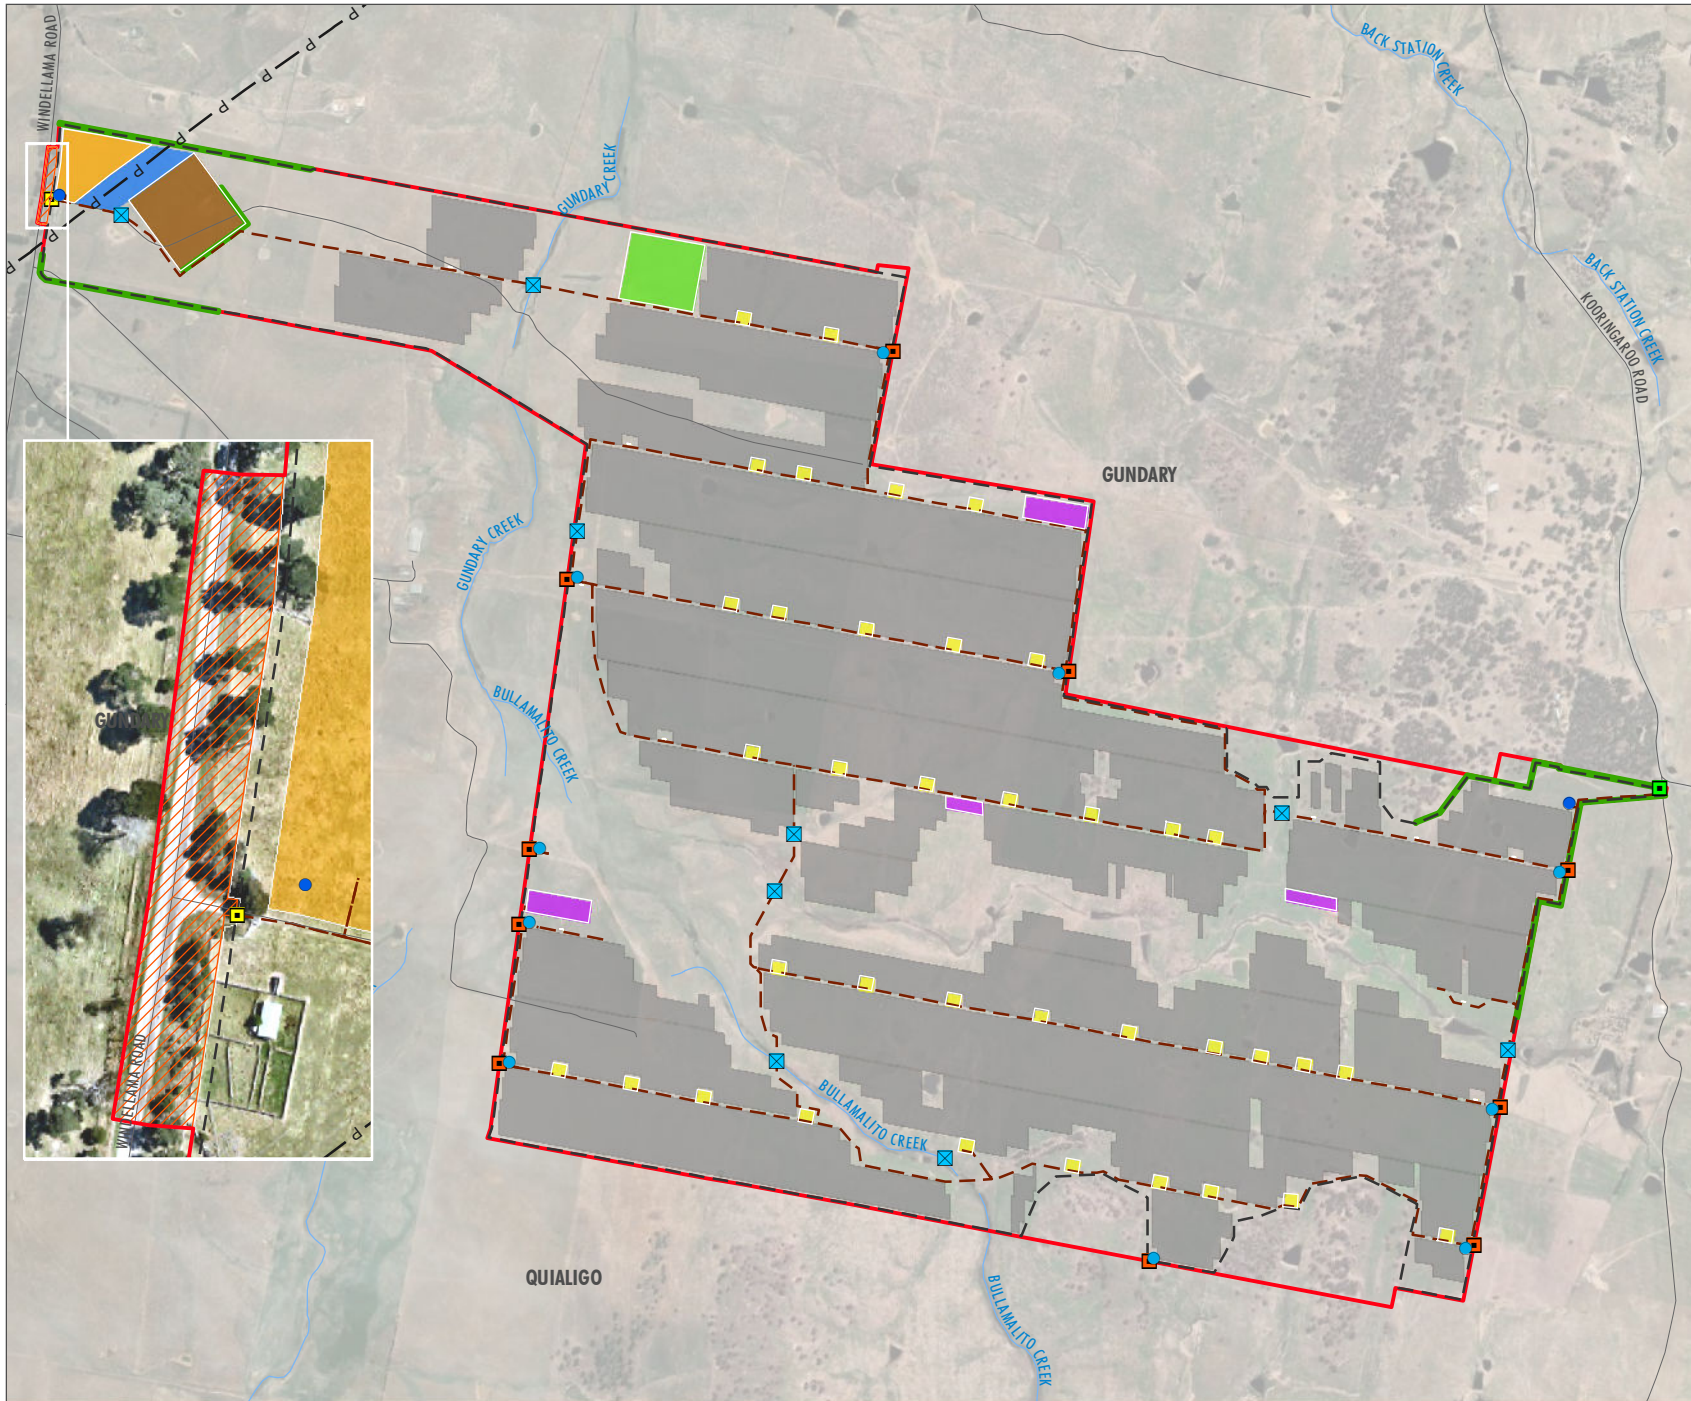 WINDELLAMA ROAD
P
P
P
P
P
P
P
P
P
P
BACK STATION
CREEK
GUNDARY CREEK
BACK STATION CREEK
KOORINGAROO ROAD
GUNDARY
GUNDARY CREEK
BULLAMALITO CREEK
GUNDARY
WINDELLAMA ROAD
P
BULLAMALITO CREEK
QUIALIGO
BULLAMALITO CREEK